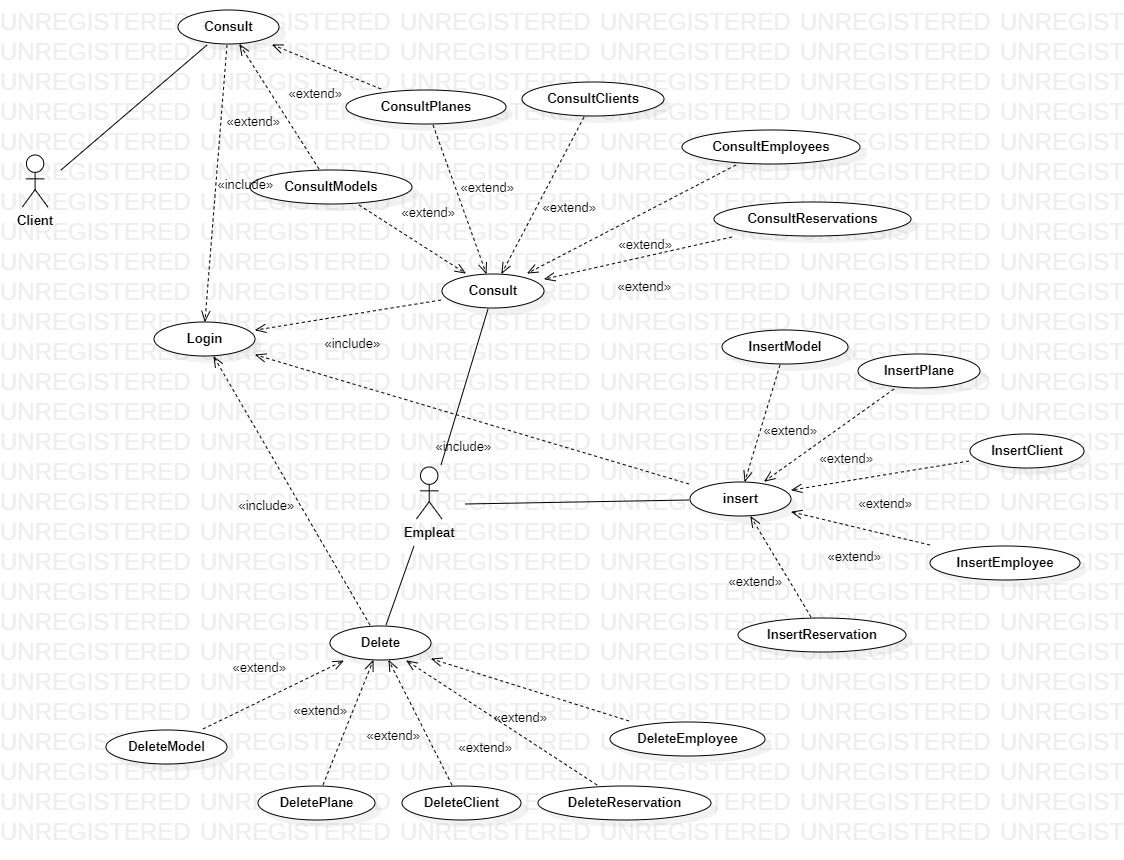 Consult
«extend»
ConsultPlanes
ConsultClients
«extend»
ConsultEmployees
«include»
ConsultModels
«extend»
Client
«extend»
«extend»
ConsultReservations
«extend»
«extend»
Consult
Login
«include»
InsertModel
InsertPlane
«extend»
«include»
InsertClient
«extend»
insert
«include»
«extend»
Empleat
«extend»
InsertEmployee
«extend»
InsertReservation
Delete
«extend»
«extend»
«extend»
«extend»
«extend»
DeleteModel
DeleteEmployee
DeletePlane
DeleteClient
DeleteReservation
UNREGISTERED UNREGISTERED UNREGISTERED UNREGISTERED UNREGISTERED UNREGIST